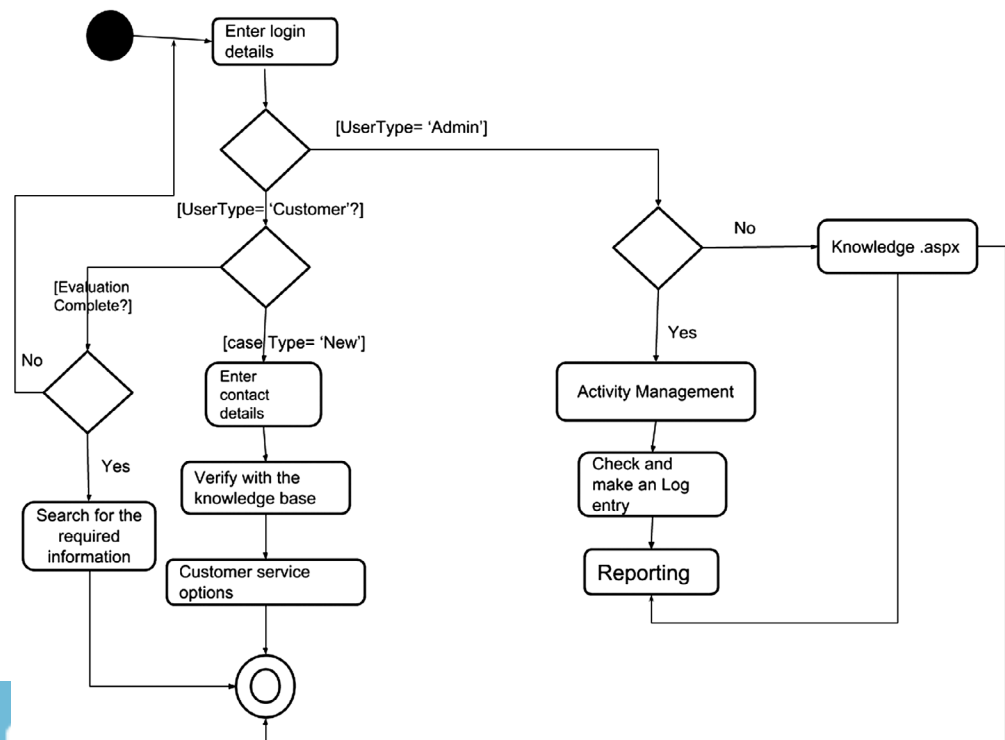 Enter login
details
[UserType= ‘Admin’]
[UserType= ‘Customer’?]
No
Knowledge .aspx
[Evaluation
Complete?]
Yes
[case Type= ‘New’]
No
Enter
contact
details
Activity Management
Yes
Verify with the
knowledge base
Check and
make an Log
entry
Search for the
required
information
Customer service
options
Reporting